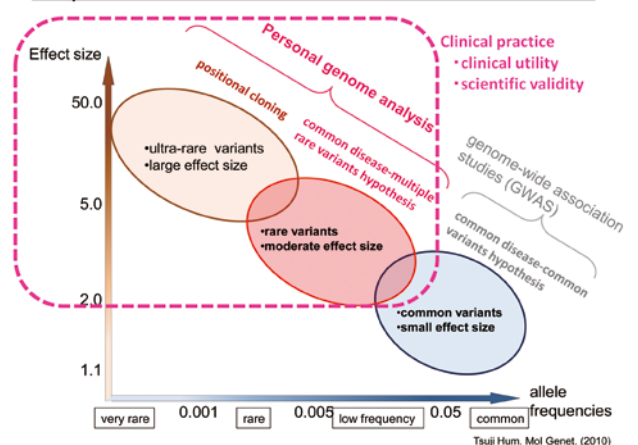 Effect size
50.0
5.0
2.0
1.1
positional cloning
Personal genome analysis
common disease-multiple
rare variants hypothesis
Clinical practice
・clinical utility
・scientific validity
genome-wide association
studies (GWAS)
common disease-common
variants hypothesis
•ultra-rare variants
•large effect size
•rare variants
•moderate effect size
•common variants
•small effect size
allele
frequencies
very rare 0.001 rare 0.005 low frequency 0.05 common
Tsuji Hum. Mol Genet. (2010)